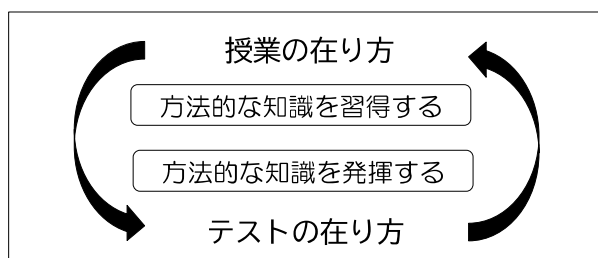 授業の在り方
方法的な知識を習得する
方法的な知識を発揮する
テストの在り方